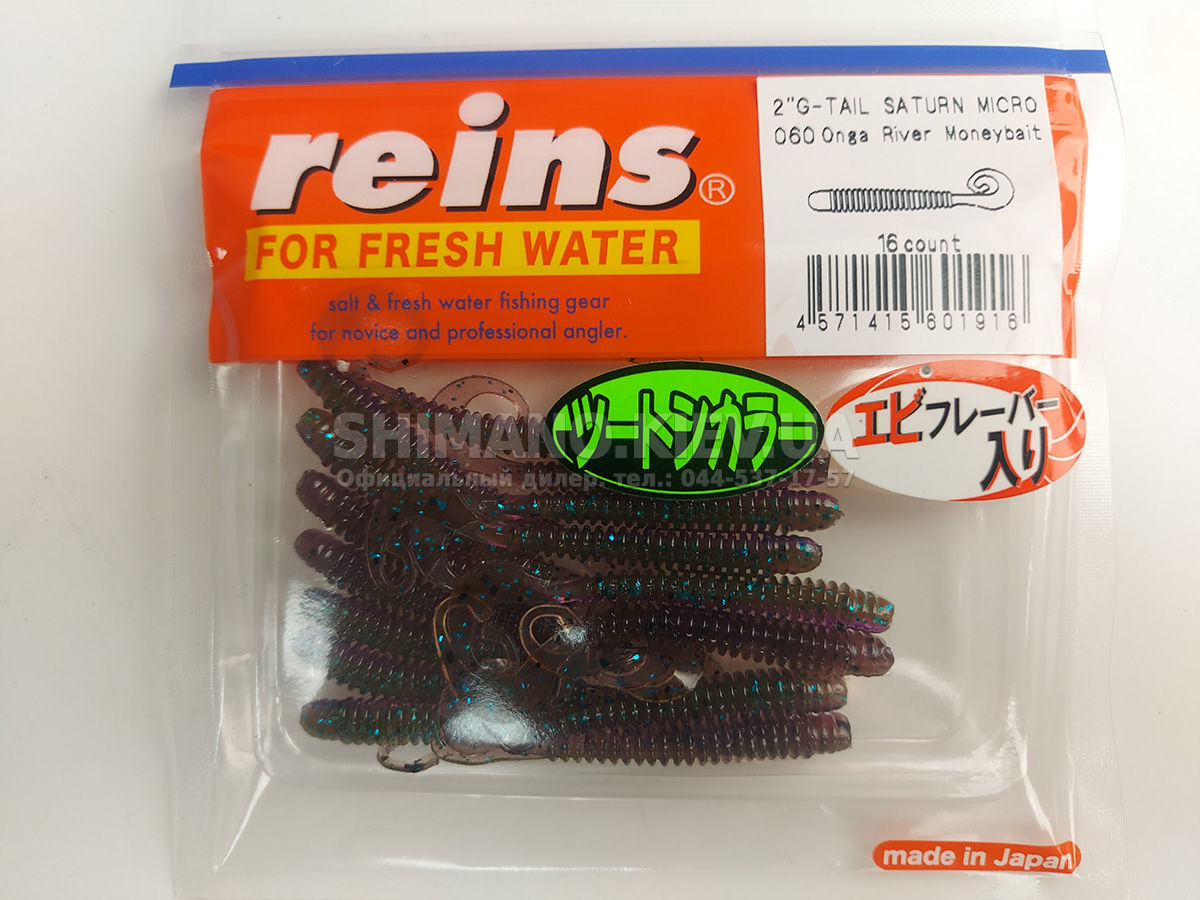 reins®
FOR FRESH WATER
salt & fresh water fishing gear
for novice and professional angler.
2"G-TAIL SATURN MICRO
060 Onga River Moneybait
16 count
4 571415 601916
ツートンカラー
エビフレーバー
入り
SHIMANO.KIEV.UA
Официальный дилер. тел.: 044-537-17-57
made in Japan